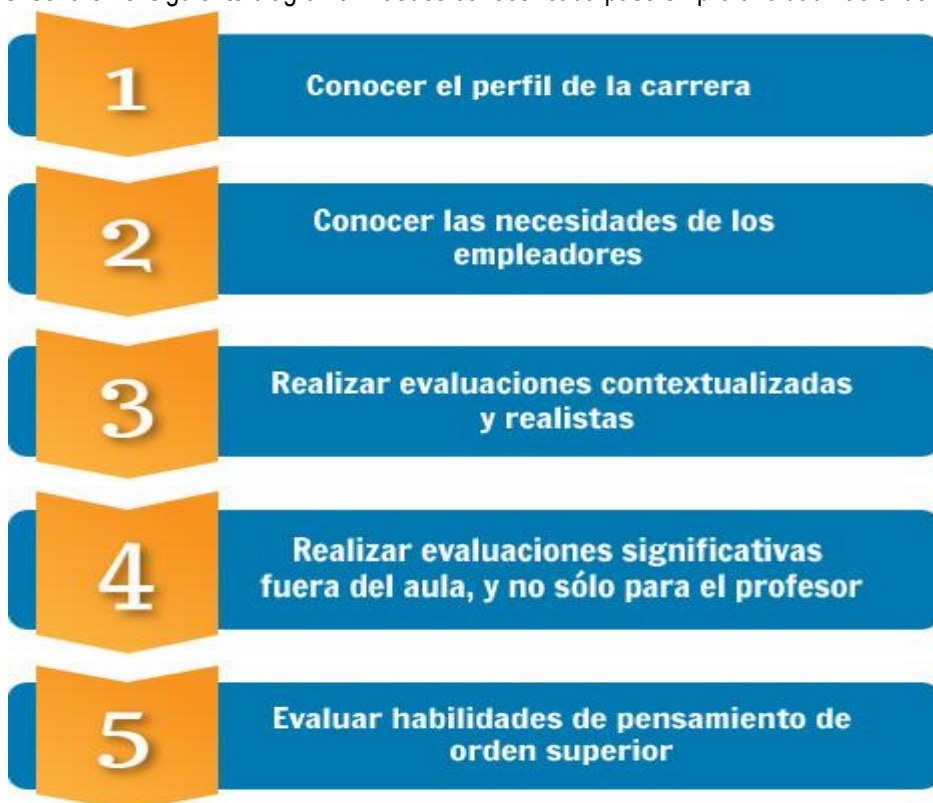 1
Conocer el perfil de la carrera
2
Conocer las necesidades de los
empleadores
3
Realizar evaluaciones contextualizadas
y realistas
4
Realizar evaluaciones significativas
fuera del aula, y no sólo para el profesor
5
Evaluar habilidades de pensamiento de
orden superior